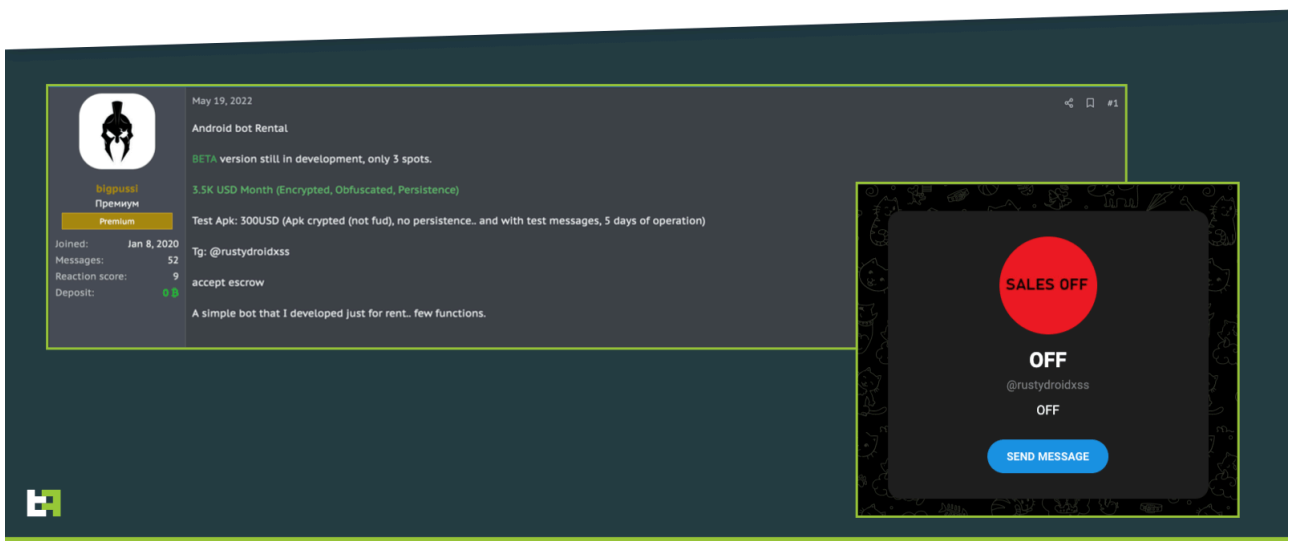 May 19, 2022
#1
Android bot Rental
BETA version still in development, only 3 spots.
bigpussi
3.5K USD Month (Encrypted, Obfuscated, Persistence)
Премиум
Premium
Test Apk: 300USD (Apk crypted (not fud), no persistence.. and with test messages, 5 days of operation)
Joined: Jan 8, 2020
Messages: 52
Reaction score: 9
Deposit: 0 ₿
Tg: @rustydroidxss
accept escrow
A simple bot that I developed just for rent.. few functions.
SALES OFF
OFF
@rustydroidxss
OFF
SEND MESSAGE